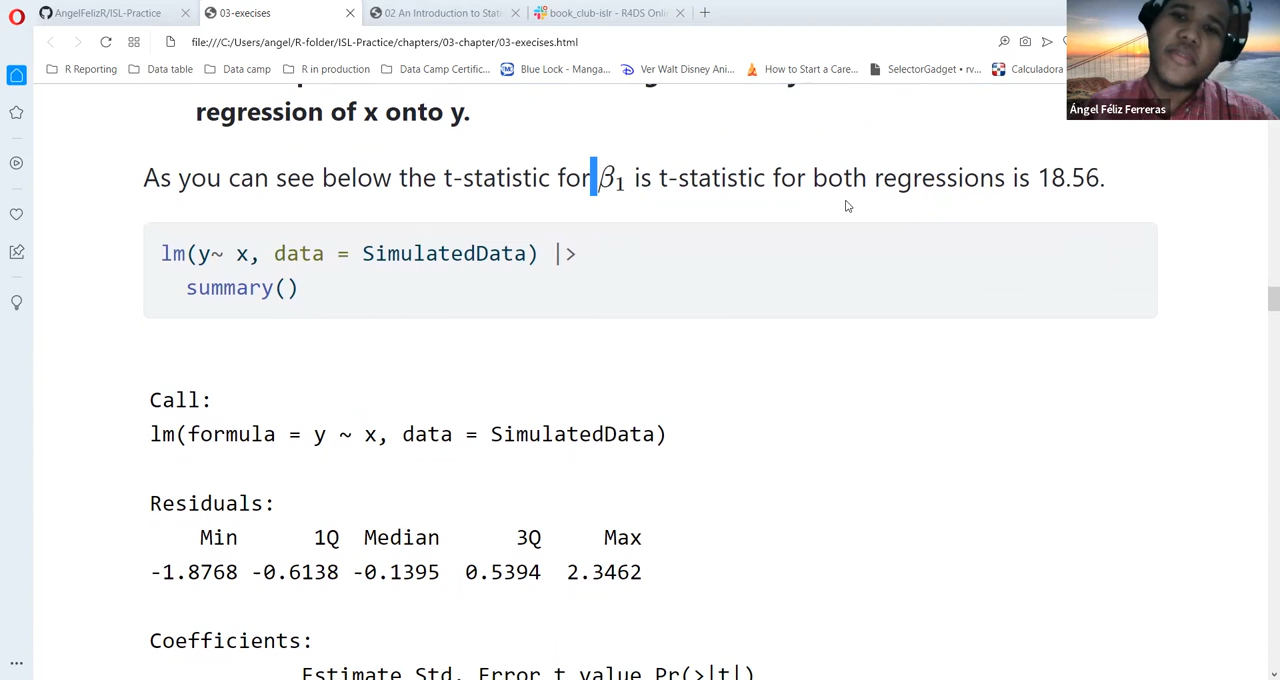 AngelFelizR/ISL-Practice
03-execises
02 An Introduction to Stat
book_club-islr - R4DS Onlin
file:///C:/Users/angel/R-folder/ISL-Practice/chapters/03-chapter/03-execises.html
R Reporting
Data table
Data camp
R in production
Data Camp Certific...
Blue Lock - Manga...
Ver Walt Disney Ani...
How to Start a Care...
SelectorGadget • rv...
Calculadora
Ángel Féliz Ferreras
regression of x onto y.
As you can see below the t-statistic for β1 is t-statistic for both regressions is 18.56.
lm(y~ x, data = SimulatedData) |>
summary()
Call:
lm(formula = y ~ x, data = SimulatedData)
Residuals:
Min 1Q Median 3Q Max
-1.8768 -0.6138 -0.1395 0.5394 2.3462
Coefficients:
Estimate Std. Error t value Pr(>|t|)